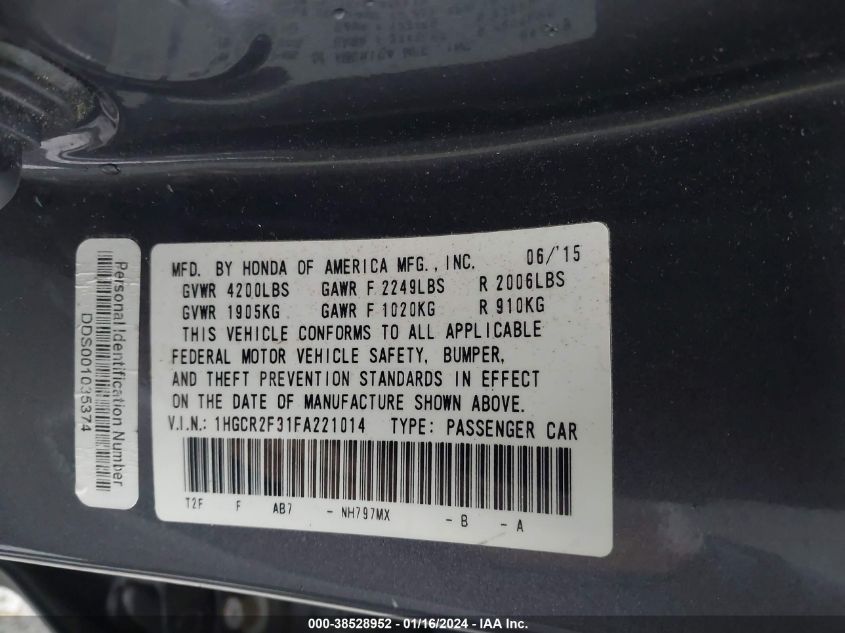 Personal Identification Number
DDS001035374
MFD. BY HONDA OF AMERICA MFG., INC. 06/'15
GVWR 4200LBS GAWR F 2249LBS R 2006LBS
GVWR 1905KG GAWR F 1020KG R 910KG
THIS VEHICLE CONFORMS TO ALL APPLICABLE
FEDERAL MOTOR VEHICLE SAFETY, BUMPER,
AND THEFT PREVENTION STANDARDS IN EFFECT
ON THE DATE OF MANUFACTURE SHOWN ABOVE.
V.I.N.: 1HGCR2F31FA221014 TYPE: PASSENGER CAR
T2F F AB7 - NH797MX - B - A
000-38528952 - 01/16/2024 - IAA Inc.